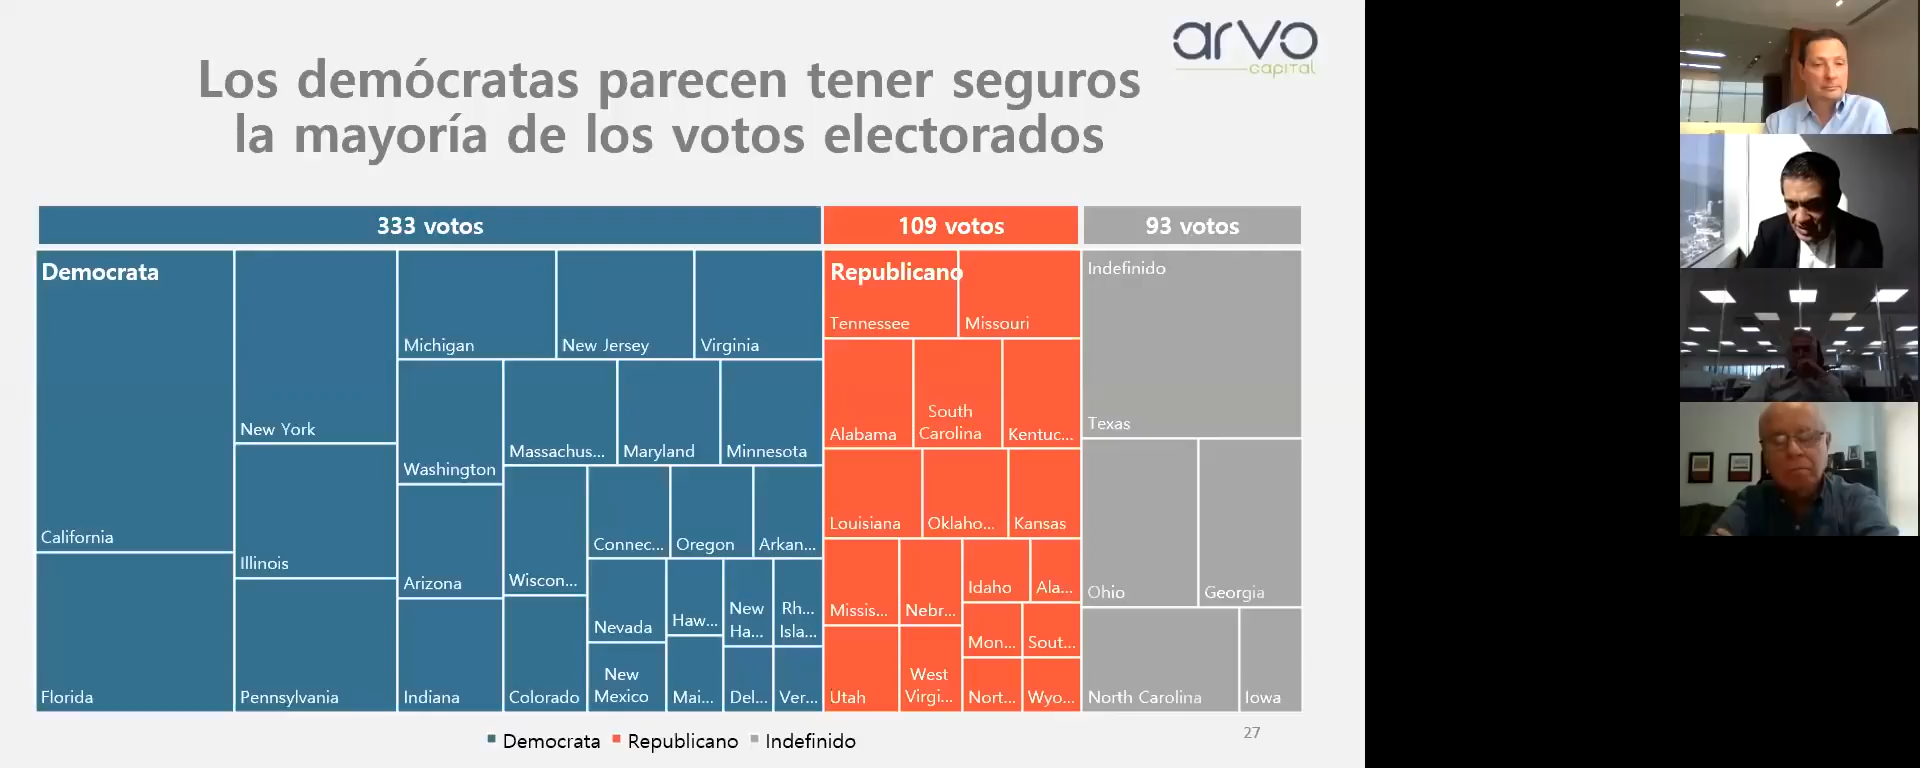 arvo
capital
Los demócratas parecen tener seguros
la mayoría de los votos electorados
333 votos
109 votos
93 votos
Democrata
Republicano
Indefinido
California
Florida
New York
Illinois
Pennsylvania
Michigan
New Jersey
Virginia
Washington
Arizona
Indiana
Massachus...
Maryland
Minnesota
Wiscon...
Colorado
Connec...
Oregon
Arkan...
Nevada
New
Mexico
Haw...
Mai...
New
Ha...
Rh...
Isla...
Del...
Ver...
Tennessee
Missouri
Alabama
South
Carolina
Kentuc...
Louisiana
Oklaho...
Kansas
Missis...
Nebr...
Idaho
Ala...
Mon...
Sout...
Utah
West
Virgi...
Nort...
Wyo...
Texas
Ohio
Georgia
North Carolina
Iowa
Democrata Republicano Indefinido
27